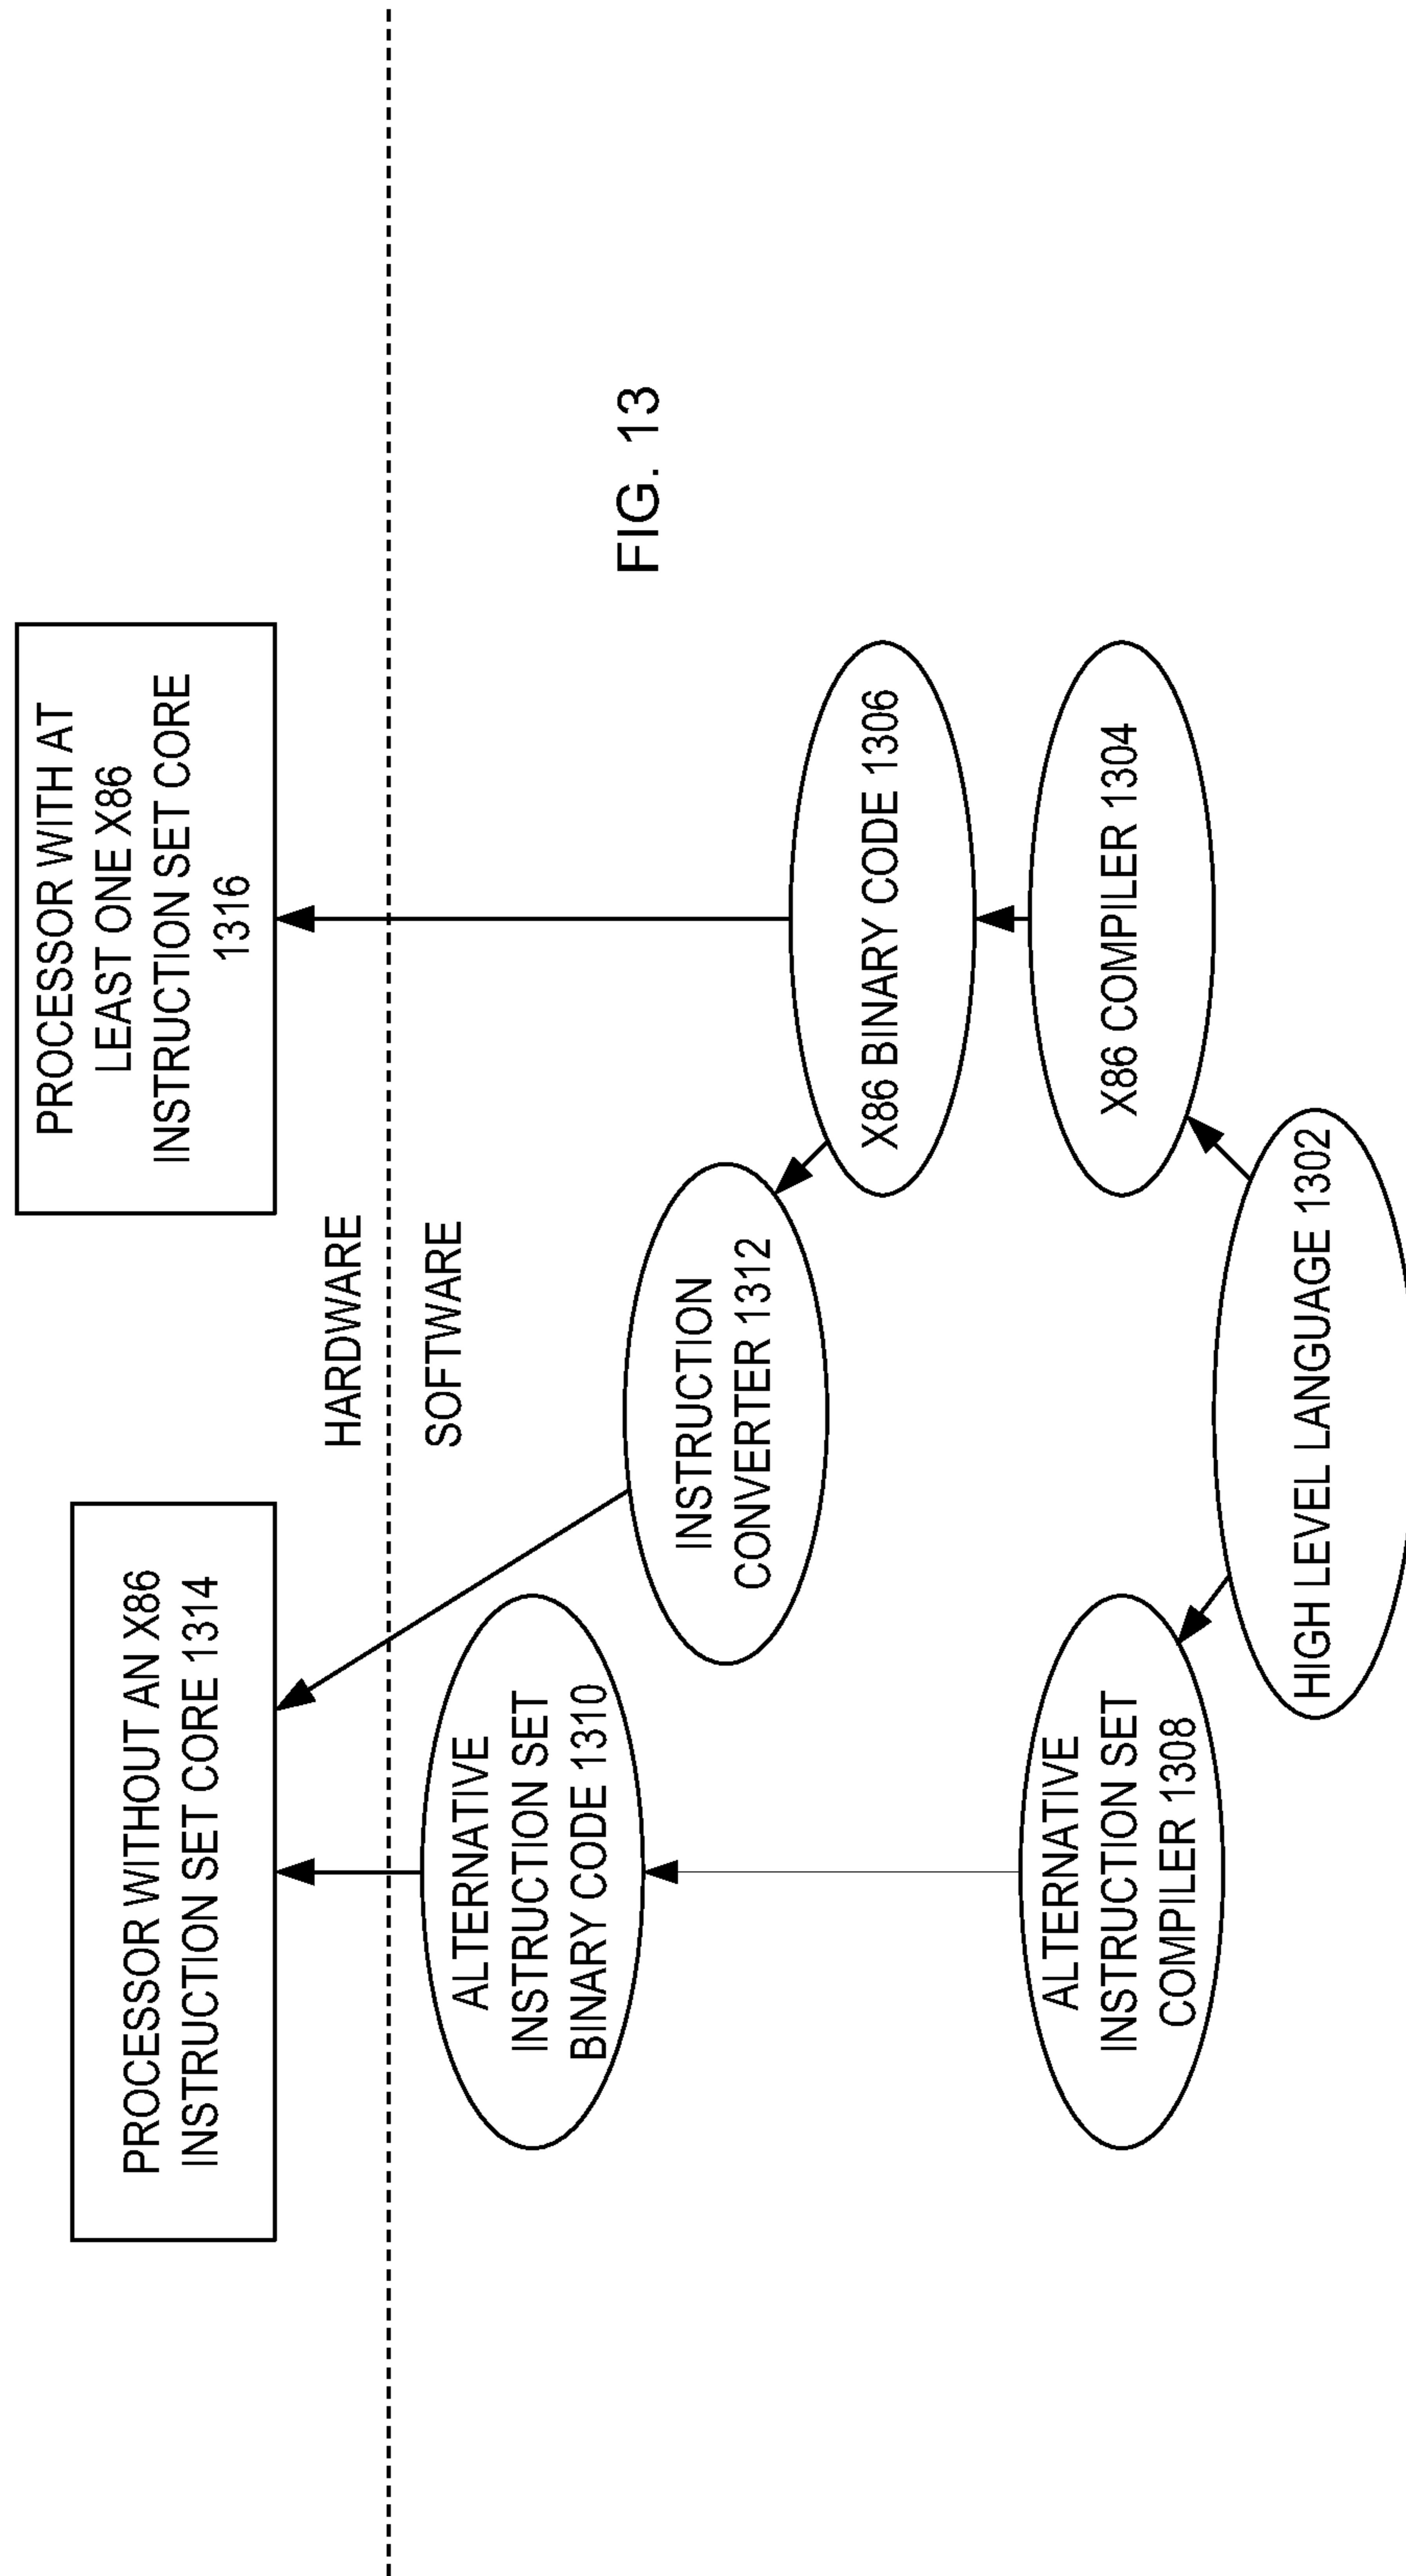 PROCESSOR WITHOUT AN X86
INSTRUCTION SET CORE 1314
PROCESSOR WITH AT
LEAST ONE X86
INSTRUCTION SET CORE
1316
HARDWARE
SOFTWARE
ALTERNATIVE
INSTRUCTION SET
BINARY CODE 1310
INSTRUCTION
CONVERTER 1312
FIG. 13
X86 BINARY CODE 1306
ALTERNATIVE
INSTRUCTION SET
COMPILER 1308
X86 COMPILER 1304
HIGH LEVEL LANGUAGE 1302